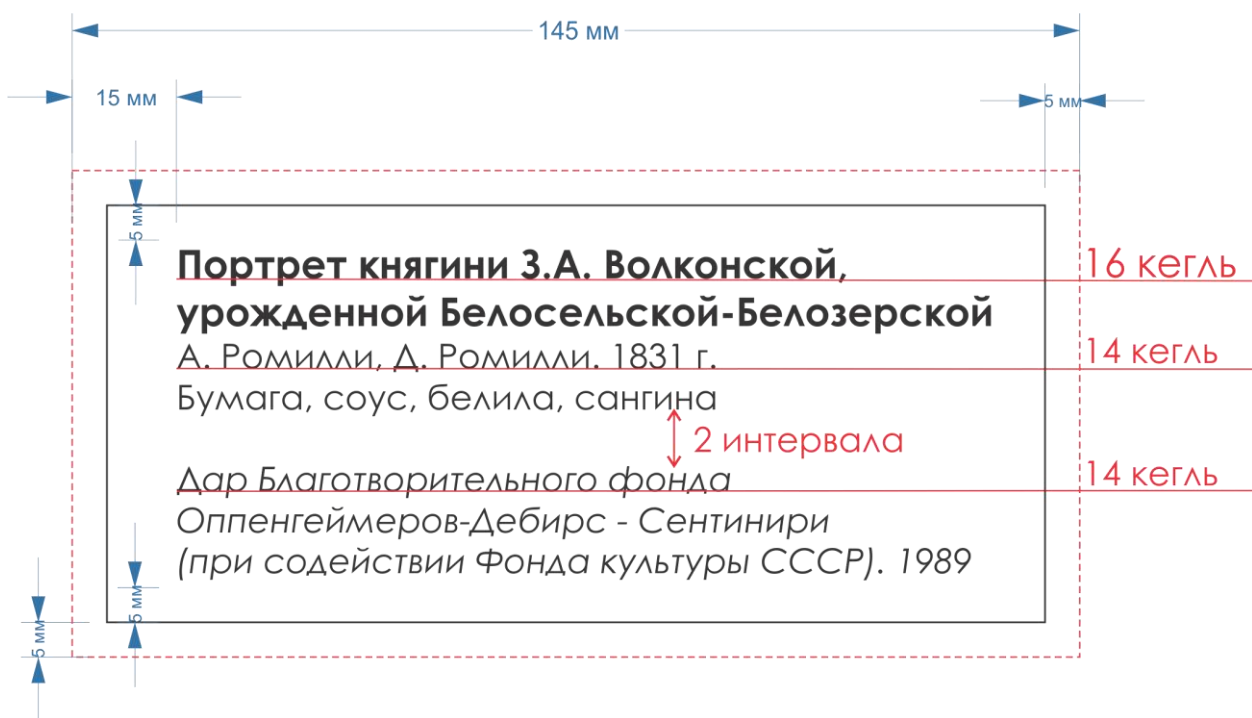 145 мм
15 мм
5 мм
5 мм
Портрет княгини З.А. Волконской,
16 кегль
урожденной Белосельской-Белозерской
А. Ромилли, Д. Ромилли. 1831 г.
14 кегль
Бумага, соус, белила, сангина
2 интервала
Дар Благотворительного фонда
14 кегль
Оппенгеймеров-Дебирс - Сентинири
(при содействии Фонда культуры СССР). 1989
5 мм
5 мм